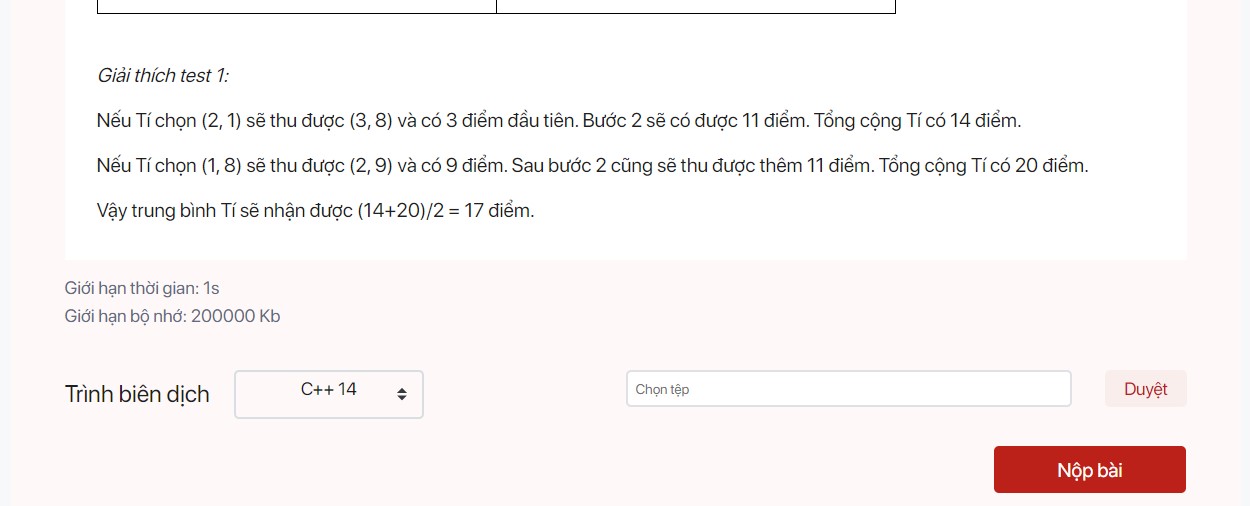 Giải thích test 1:
Nếu Tí chọn (2, 1) sẽ thu được (3, 8) và có 3 điểm đầu tiên. Bước 2 sẽ có được 11 điểm. Tổng cộng Tí có 14 điểm.
Nếu Tí chọn (1, 8) sẽ thu được (2, 9) và có 9 điểm. Sau bước 2 cũng sẽ thu được thêm 11 điểm. Tổng cộng Tí có 20 điểm.
Vậy trung bình Tí sẽ nhận được (14+20)/2 = 17 điểm.
Giới hạn thời gian: 1s
Giới hạn bộ nhớ: 200000 Kb
Trình biên dịch C++ 14 Chọn tệp Duyệt
Nộp bài